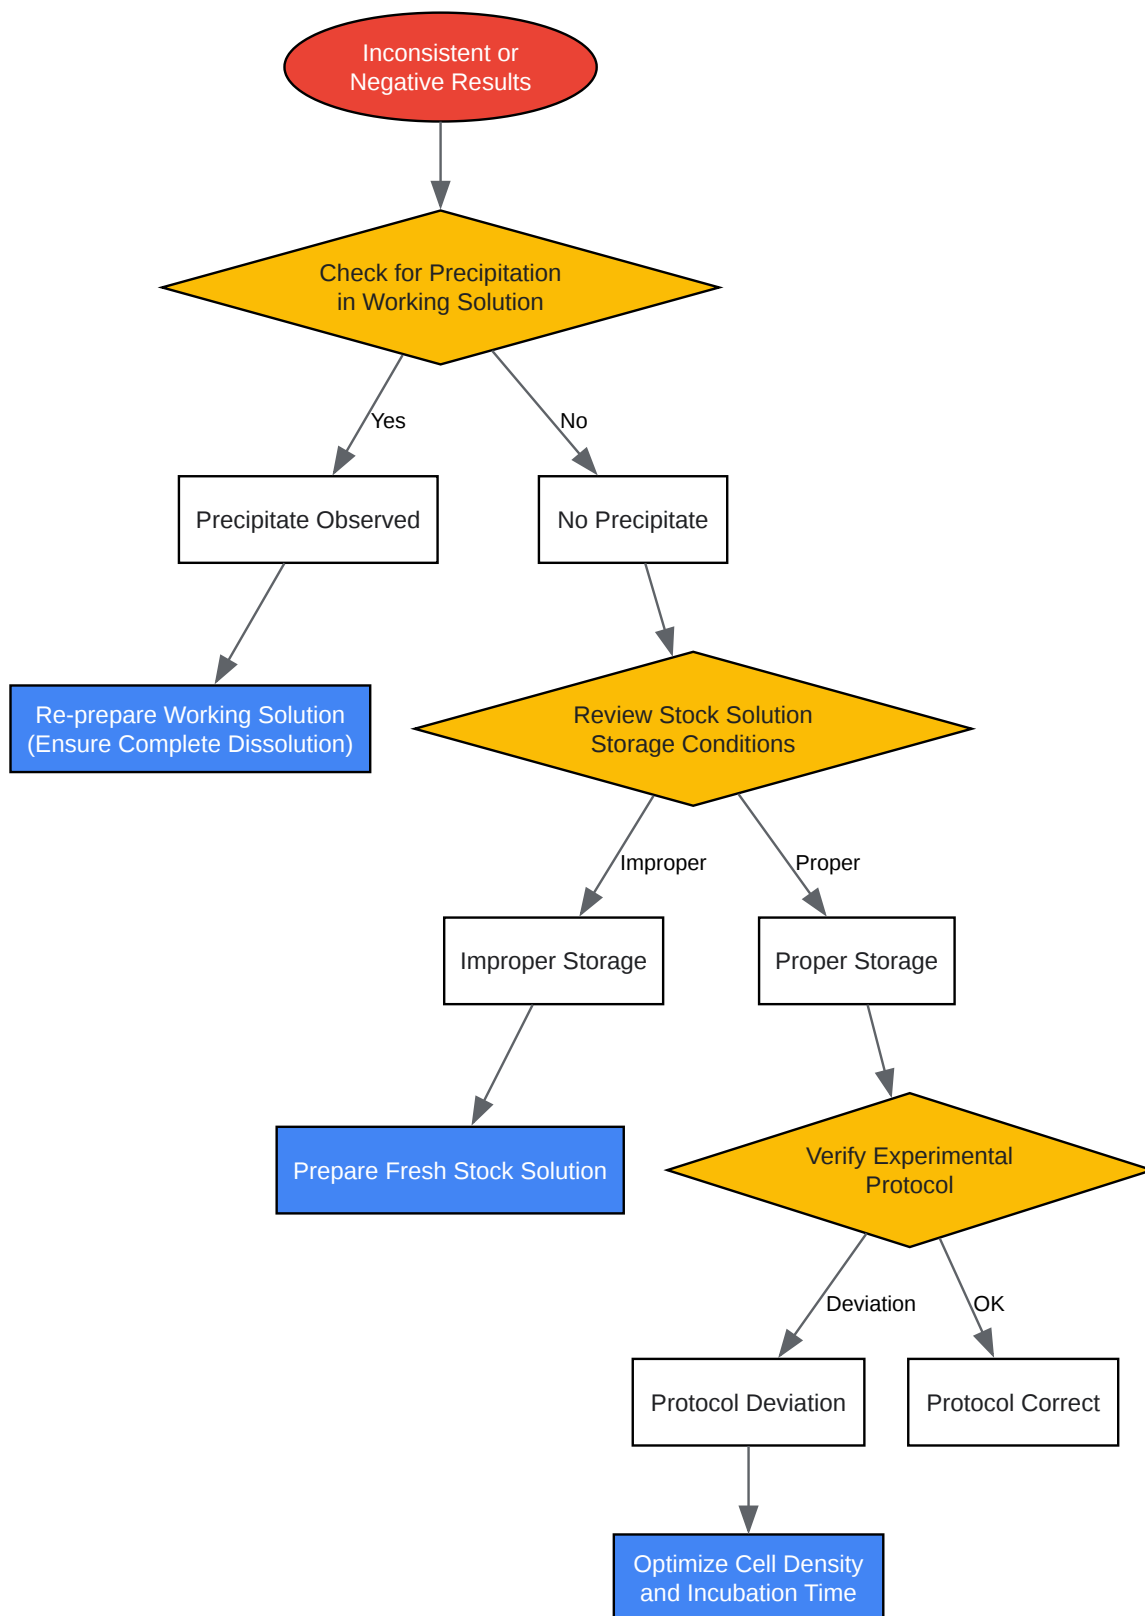 Inconsistent or
Negative Results
Check for Precipitation
in Working Solution
Yes
No
Precipitate Observed
No Precipitate
Re-prepare Working Solution
(Ensure Complete Dissolution)
Review Stock Solution
Storage Conditions
Improper
Proper
Improper Storage
Proper Storage
Prepare Fresh Stock Solution
Verify Experimental
Protocol
Deviation
OK
Protocol Deviation
Protocol Correct
Optimize Cell Density
and Incubation Time